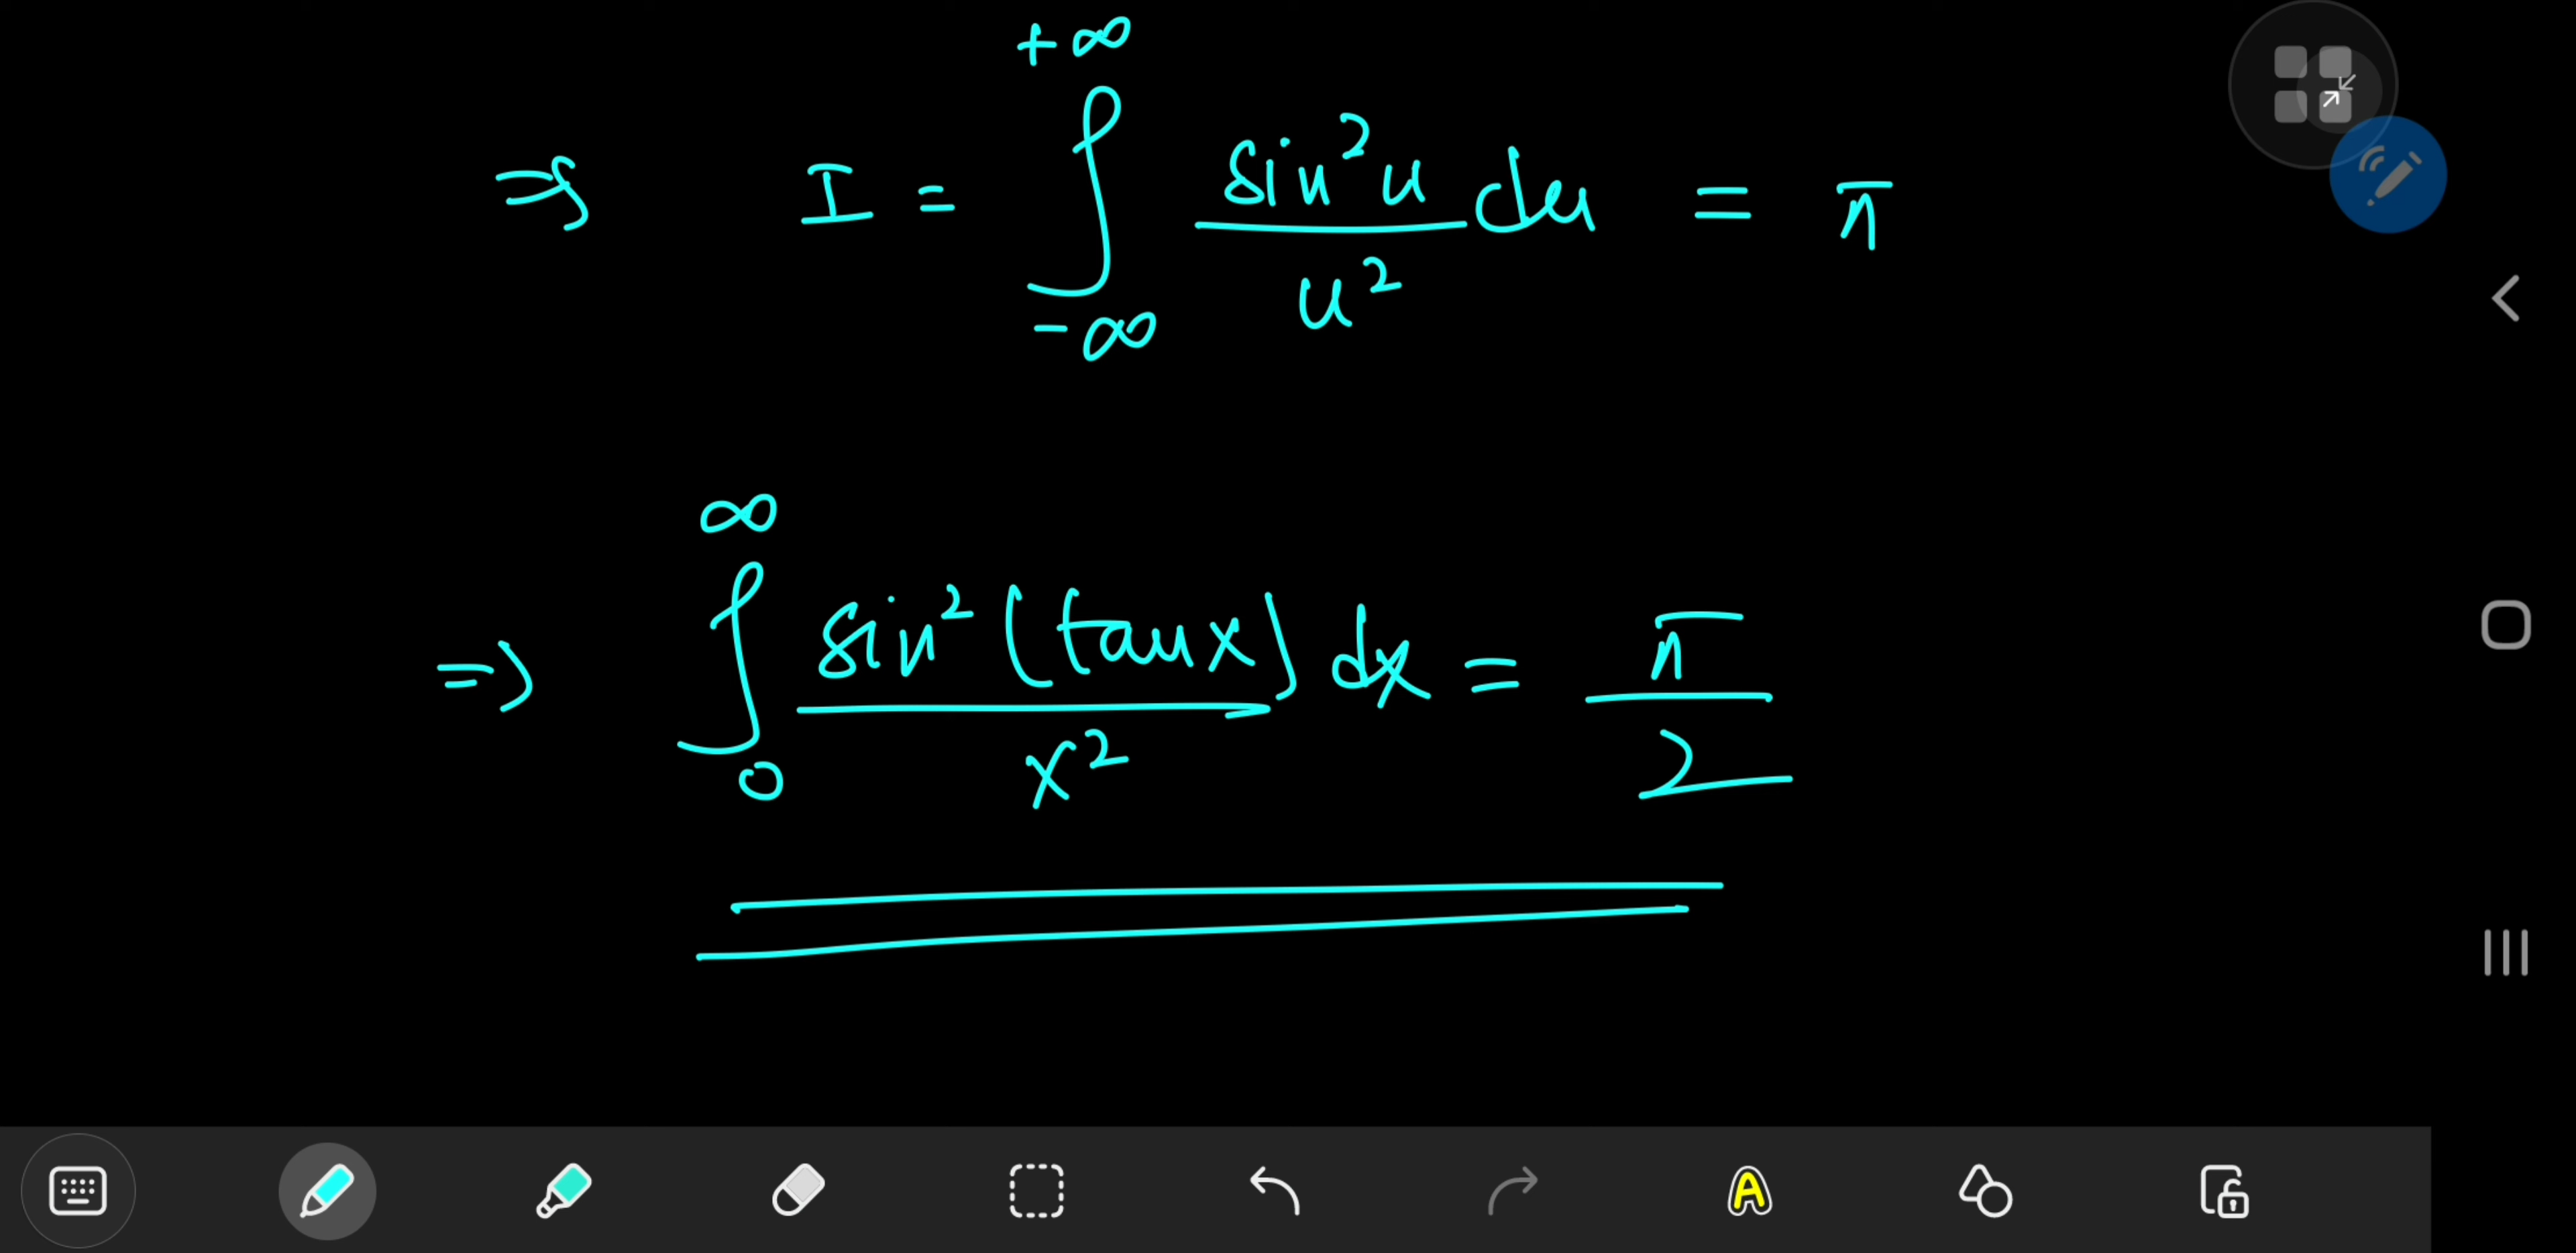 ⇒ I = ∫_{-∞}^{+∞} sin²u/u² du = π
⇒ ∫_0^∞ sin²(tan x)/x² dx = π/2
A